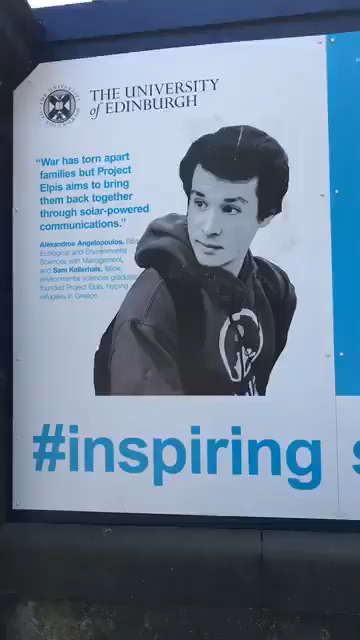 THE UNIVERSITY
of EDINBURGH
"War has torn apart
families but Project
Elpis aims to bring
them back together
through solar-powered
communications."
Alexandros Angelopoulos, BSc
Ecological and Environmental
Sciences with Management,
and Sam Kellerhals, fellow
environmental sciences graduate
founded Project Elpis, helping
refugees in Greece.
#inspiring s